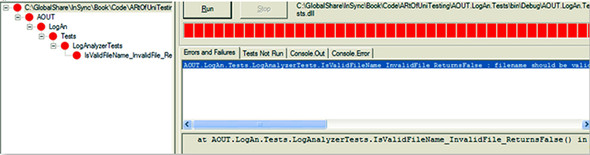 C:\GlobalShare\InSync\Book\Code\ARtOfUniTesting
AOUT
LogAn
Tests
LogAnalyzerTests
IsValidFileName_InvalidFile_Re
Run
Stop
C:\GlobalShare\InSync\Book\Code\ARtOfUniTesting\AOUT.LogAn.Tests\bin\Debug\AOUT.LogAn.Te
sts.dll
Errors and Failures
Tests Not Run
Console.Out
Console.Error
AOUT.LogAn.Tests.LogAnalyzerTests.IsValidFileName_InvalidFile_ReturnsFalse : filename should be valid
at AOUT.LogAn.Tests.LogAnalyzerTests.IsValidFileName_InvalidFile_ReturnsFalse() in